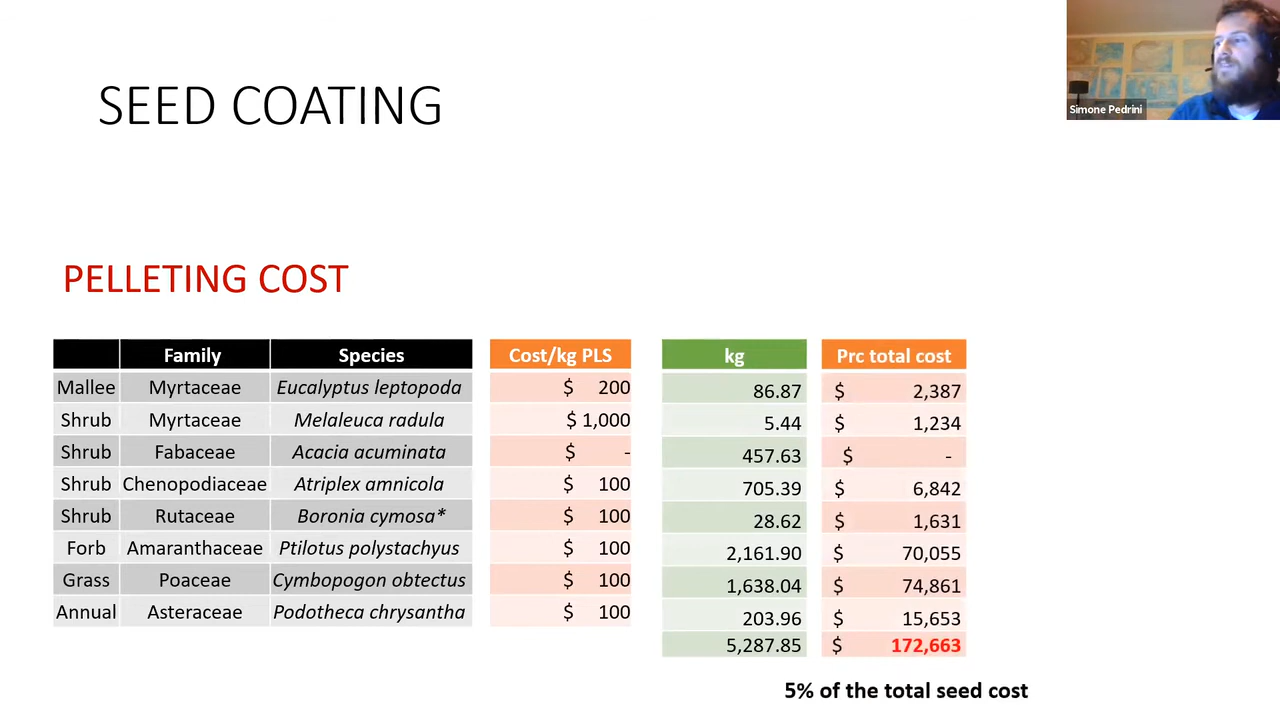 Simone Pedrini
SEED COATING
PELLETING COST
Family Species Cost/kg PLS kg Prc total cost
Mallee Myrtaceae Eucalyptus leptopoda $ 200 86.87 $ 2,387
Shrub Myrtaceae Melaleuca radula $ 1,000 5.44 $ 1,234
Shrub Fabaceae Acacia acuminata $ - 457.63 $ -
Shrub Chenopodiaceae Atriplex amnicola $ 100 705.39 $ 6,842
Shrub Rutaceae Boronia cymosa* $ 100 28.62 $ 1,631
Forb Amaranthaceae Ptilotus polystachyus $ 100 2,161.90 $ 70,055
Grass Poaceae Cymbopogon obtectus $ 100 1,638.04 $ 74,861
Annual Asteraceae Podotheca chrysantha $ 100 203.96 $ 15,653
5,287.85 $ 172,663
5% of the total seed cost